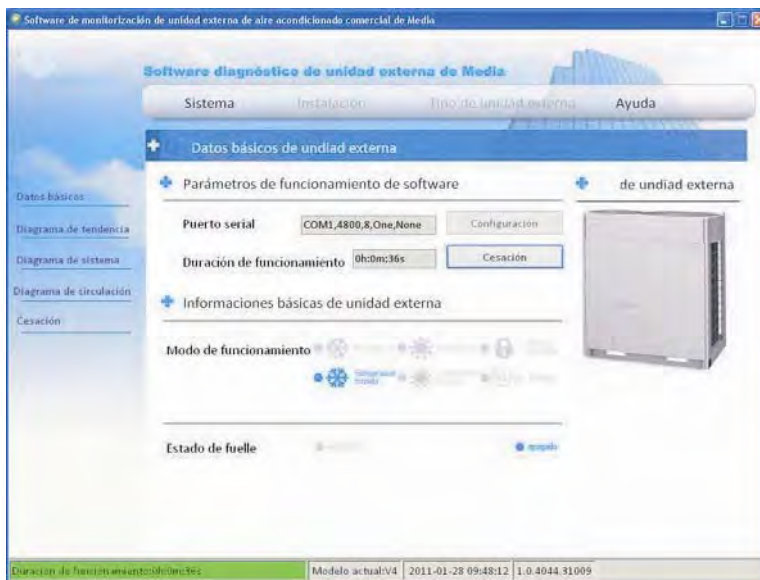 Software de monitorización de unidad externa de aire acondicionado comercial de Media
Software diagnóstico de unidad externa de Media
Sistema Instalación Tipo de unidad externa Ayuda
Datos básicos de undiad externa
Datos básicos
Diagrama de tendencia
Diagrama de sistema
Diagrama de circulación
Cesación
Parámetros de funcionamiento de software
Puerto serial COM1,4800,8,One,None Configuración
Duración de funcionamiento 0h:0m:36s Cesación
Informaciones básicas de unidad externa
Modo de funcionamiento
Estado de fuelle apagado
de undiad externa
Duración de funcionamiento:0h:0m:36s Modelo actual:V4 2011-01-28 09:48:12 1.0.4044.31009